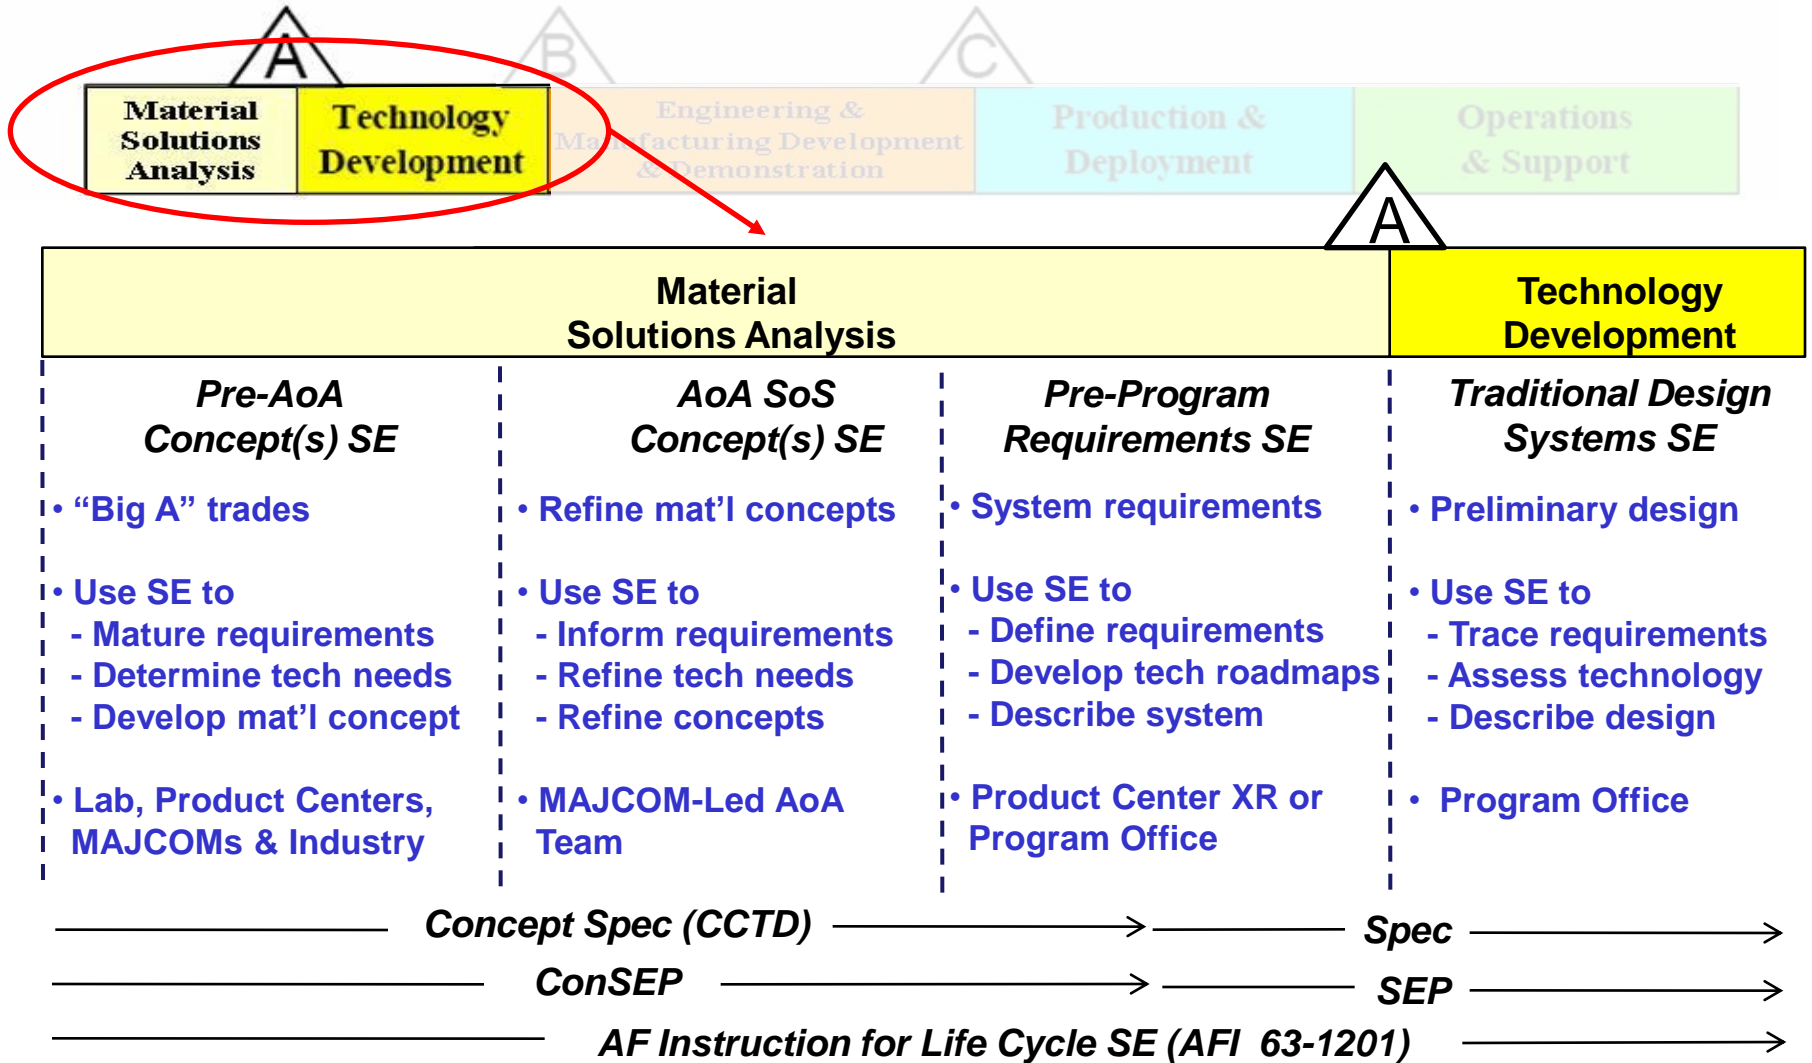 A
B
C
Material
Solutions
Analysis
Technology
Development
Engineering &
Manufacturing Development
& Demonstration
Production &
Deployment
Operations
& Support
A
Material
Solutions Analysis
Technology
Development
Pre-AoA
Concept(s) SE
• “Big A” trades
• Use SE to
- Mature requirements
- Determine tech needs
- Develop mat’l concept
• Lab, Product Centers,
MAJCOMs & Industry
AoA SoS
Concept(s) SE
• Refine mat’l concepts
• Use SE to
- Inform requirements
- Refine tech needs
- Refine concepts
• MAJCOM-Led AoA
Team
Pre-Program
Requirements SE
• System requirements
• Use SE to
- Define requirements
- Develop tech roadmaps
- Describe system
• Product Center XR or
Program Office
Traditional Design
Systems SE
• Preliminary design
• Use SE to
- Trace requirements
- Assess technology
- Describe design
• Program Office
Concept Spec (CCTD)
Spec
ConSEP
SEP
AF Instruction for Life Cycle SE (AFI 63-1201)